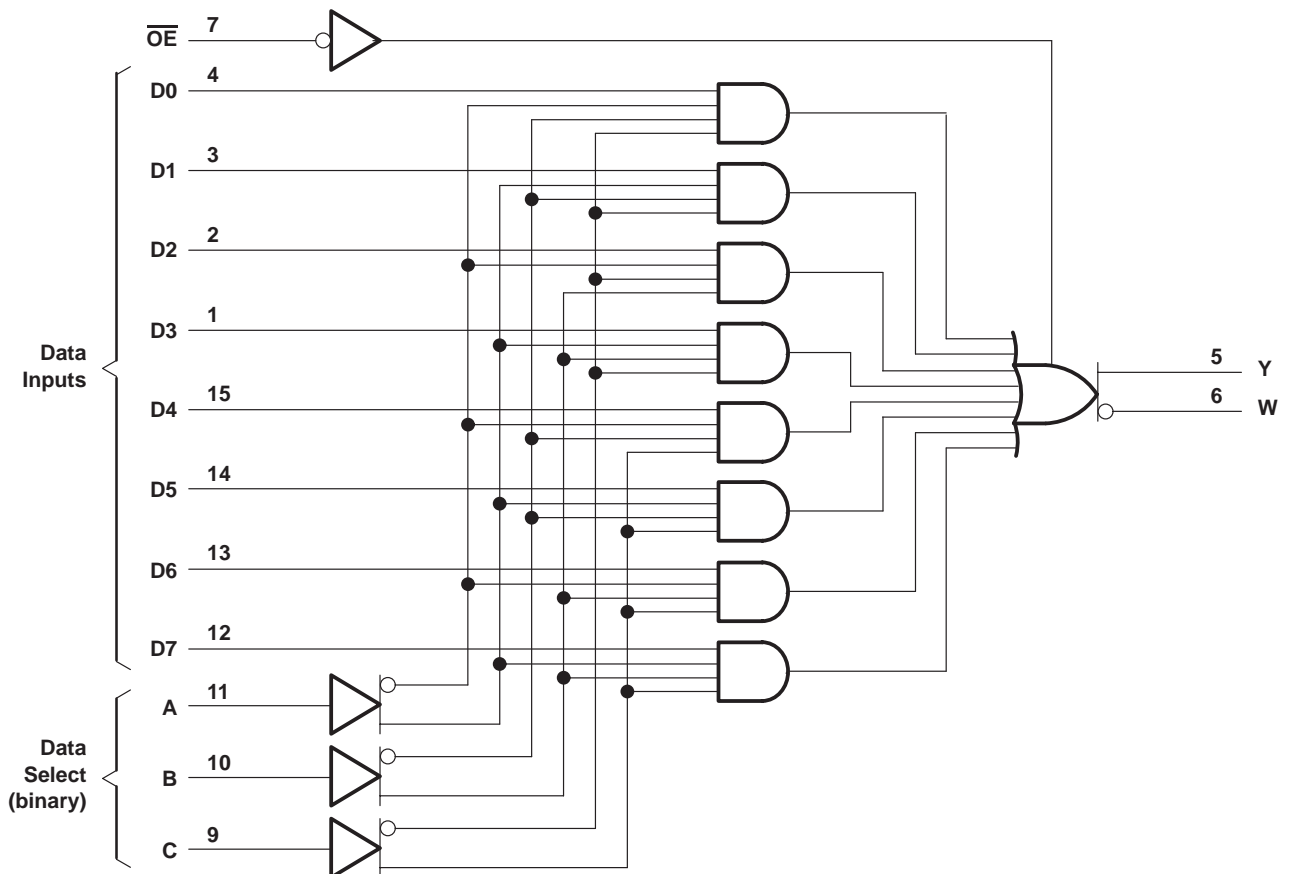 OE 7
D0 4
D1 3
D2 2
D3 1
D4 15
D5 14
D6 13
D7 12
Data
Inputs
A 11
B 10
C 9
Data
Select
(binary)
5 Y
6 W